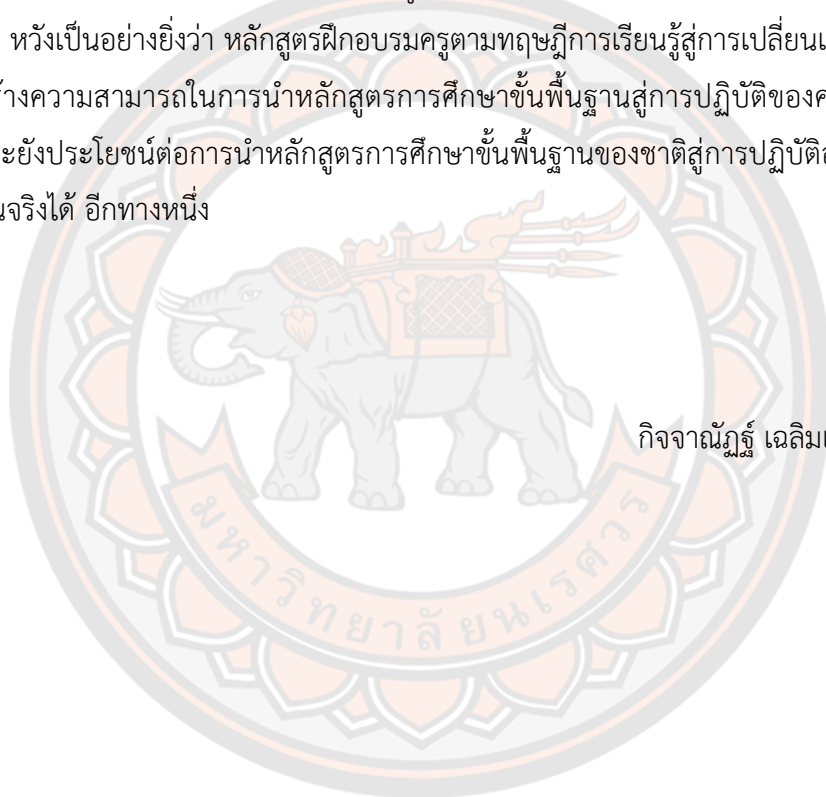 หวังเป็นอย่างยิ่งว่า หลักสูตรฝึกอบรมครูตามทฤษฎีการเรียนรู้สู่การเปลี่ยนแ
ร้างความสามารถในการนำหลักสูตรการศึกษาขั้นพื้นฐานสู่การปฏิบัติของค
ะยังประโยชน์ต่อการนำหลักสูตรการศึกษาขั้นพื้นฐานของชาติสู่การปฏิบัติ
นจริงได้ อีกทางหนึ่ง
กิจจาณัฏฐ์ เฉลิมแ
มหาวิทยาลัยนเรศวร